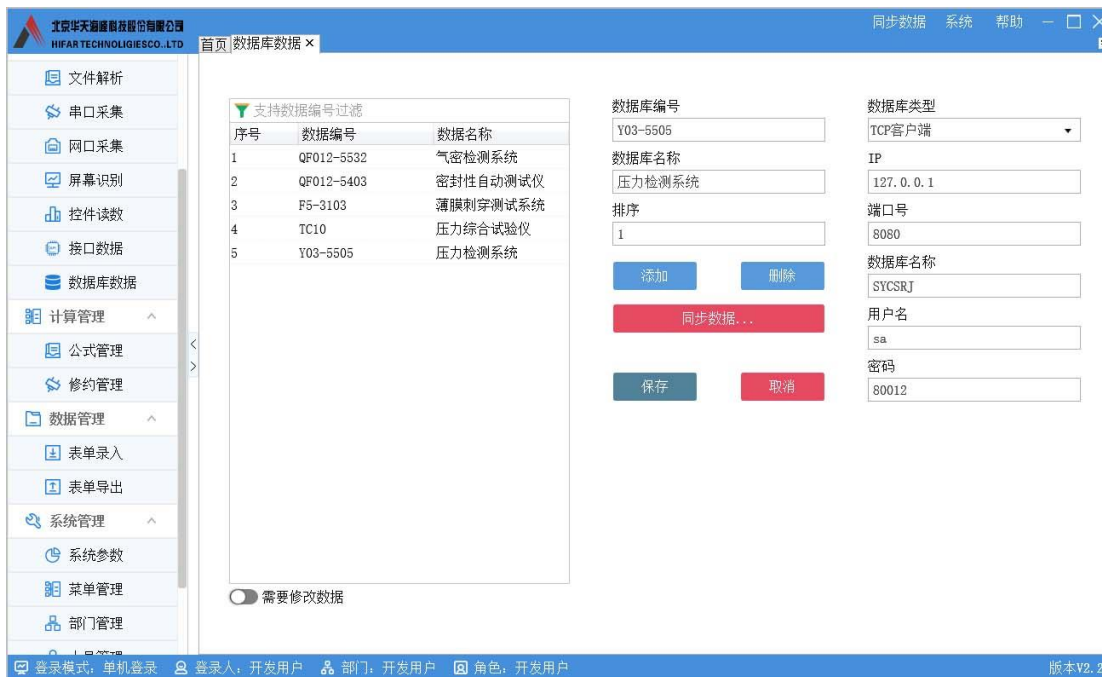 北京华天海峰科技股份有限公司
HIFARTECHNOLIGIESCO..LTD
同步数据 系统 帮助
首页 数据库数据 ×
文件解析
串口采集
网口采集
屏幕识别
控件读数
接口数据
数据库数据
计算管理
公式管理
修约管理
数据管理
表单录入
表单导出
系统管理
系统参数
菜单管理
部门管理
支持数据编号过滤
序号 数据编号 数据名称
1 QF012-5532 气密检测系统
2 QF012-5403 密封性自动测试仪
3 F5-3103 薄膜刺穿测试系统
4 TC10 压力综合试验仪
5 Y03-5505 压力检测系统
需要修改数据
数据库编号
Y03-5505
数据库名称
压力检测系统
排序
1
添加 删除
同步数据...
保存 取消
数据库类型
TCP客户端
IP
127.0.0.1
端口号
8080
数据库名称
SYCSRJ
用户名
sa
密码
80012
登录模式：单机登录 登录人：开发用户 部门：开发用户 角色：开发用户 版本V2.2